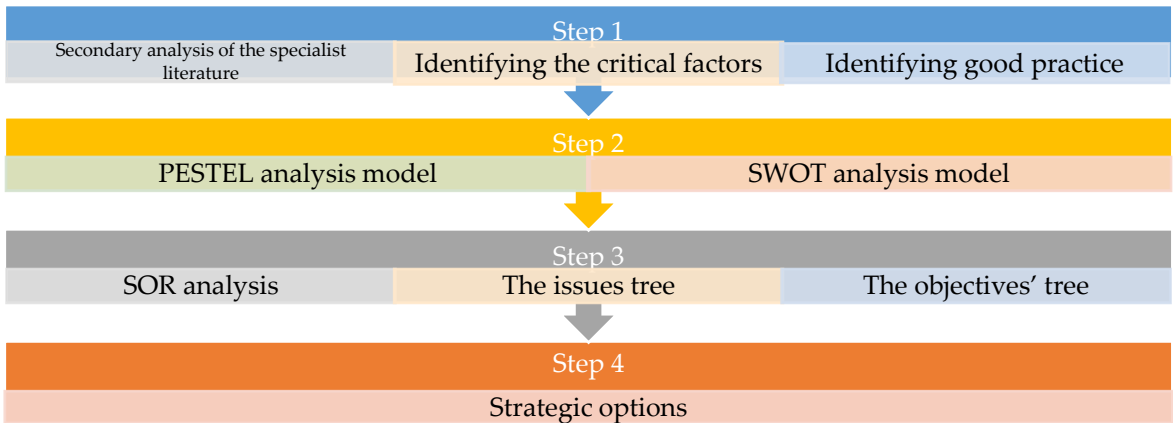 Step 1
Secondary analysis of the specialist
literature
Identifying the critical factors
Identifying good practice
Step 2
PESTEL analysis model
SWOT analysis model
Step 3
SOR analysis
The issues tree
The objectives’ tree
Step 4
Strategic options